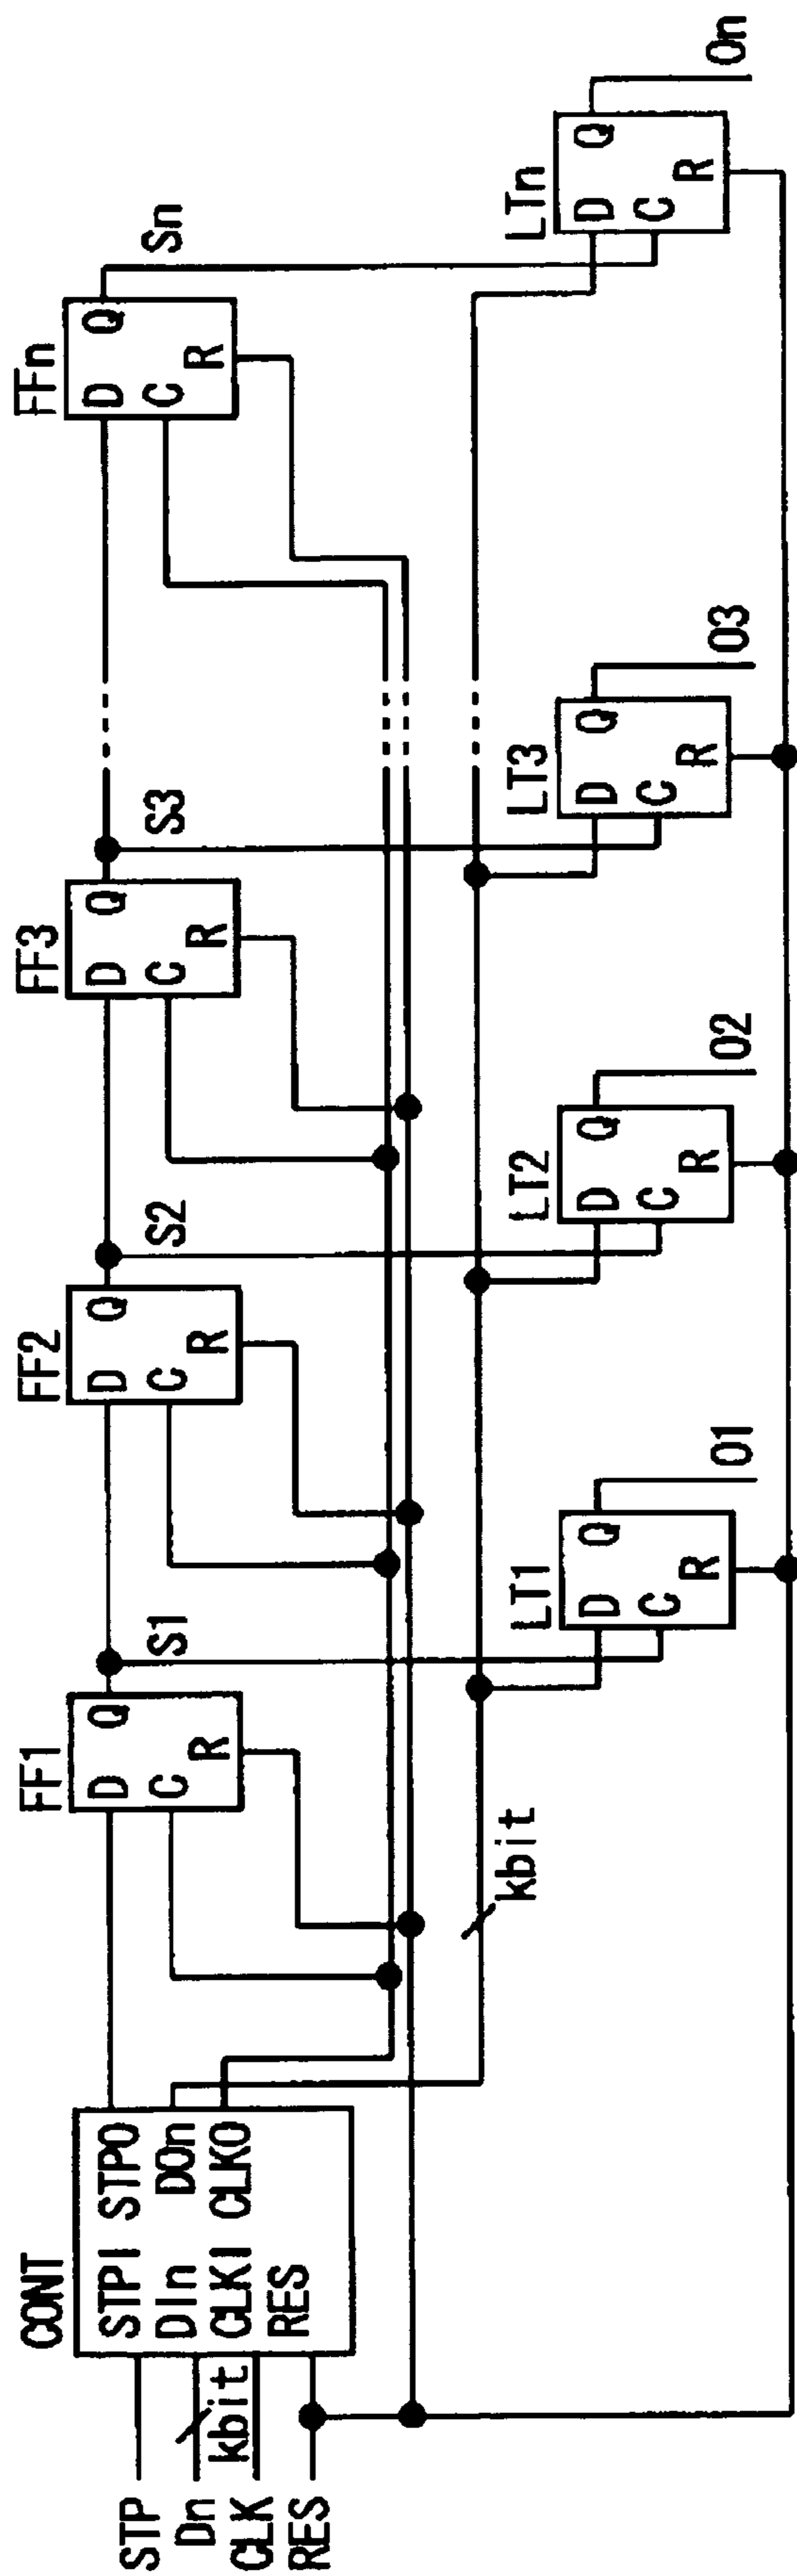 CONT
STP
Dn
kbit
CLK
RES
STPI STPO
DIn DOn
CLKI CLKO
RES
kbit
FF1
D Q
C
R
S1
FF2
D Q
C
R
S2
FF3
D Q
C
R
S3
FFn
D Q
C
R
Sn
LT1
D Q
C
R
O1
LT2
D Q
C
R
O2
LT3
D Q
C
R
O3
LTn
D Q
C
R
On